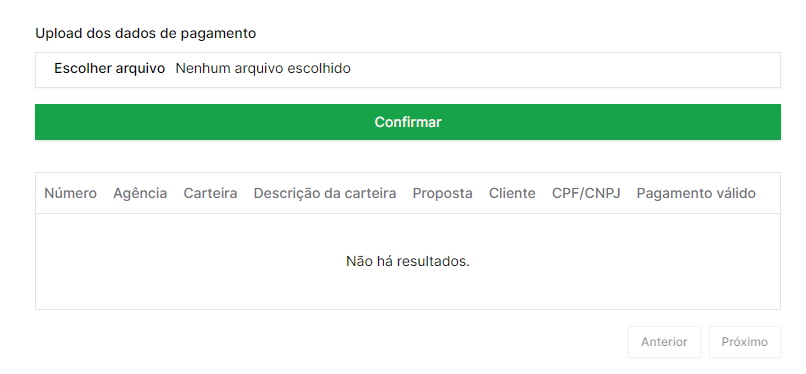 Upload dos dados de pagamento
Escolher arquivo Nenhum arquivo escolhido
Confirmar
Número Agência Carteira Descrição da carteira Proposta Cliente CPF/CNPJ Pagamento válido
Não há resultados.
Anterior Próximo